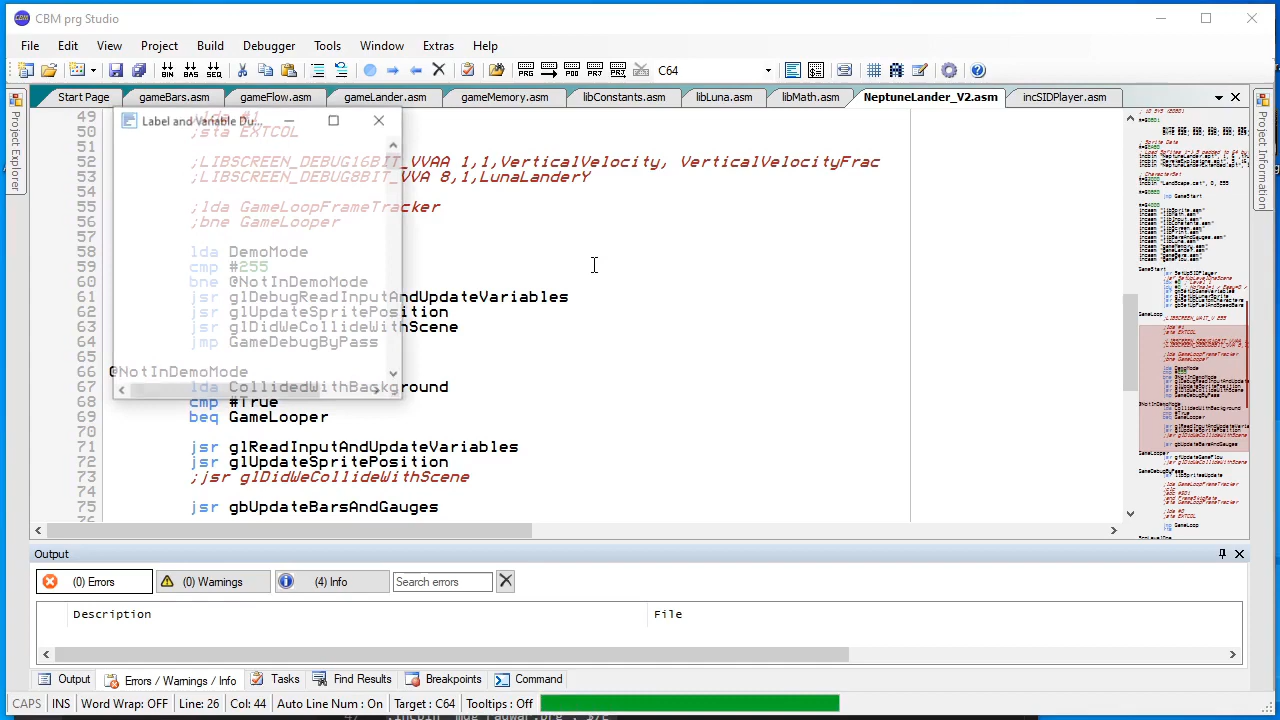 CBM prg Studio
File Edit View Project Build Debugger Tools Window Extras Help
C64
Start Page gameBars.asm gameFlow.asm gameLander.asm gameMemory.asm libConstants.asm libLuna.asm libMath.asm NeptuneLander_V2.asm incSIDPlayer.asm
Project Explorer
Project Information
Label and Variable Du...
49 ;lda #1
50 ;sta EXTCOL
51
52 ;LIBSCREEN_DEBUG16BIT_VVAA 1,1,VerticalVelocity, VerticalVelocityFrac
53 ;LIBSCREEN_DEBUG8BIT_VVA 8,1,LunaLanderY
54
55 ;lda GameLoopFrameTracker
56 ;bne GameLooper
57
58 lda DemoMode
59 cmp #255
60 bne @NotInDemoMode
61 jsr glDebugReadInputAndUpdateVariables
62 jsr glUpdateSpritePosition
63 jsr glDidWeCollideWithScene
64 jmp GameDebugByPass
65
66 @NotInDemoMode
67 lda CollidedWithBackground
68 cmp #True
69 beq GameLooper
70
71 jsr glReadInputAndUpdateVariables
72 jsr glUpdateSpritePosition
73 ;jsr glDidWeCollideWithScene
74
75 jsr gbUpdateBarsAndGauges
76
Output
(0) Errors (0) Warnings (4) Info Search errors
Description File
Output Errors / Warnings / Info Tasks Find Results Breakpoints Command
CAPS INS Word Wrap: OFF Line: 26 Col: 44 Auto Line Num : On Target : C64 Tooltips : Off